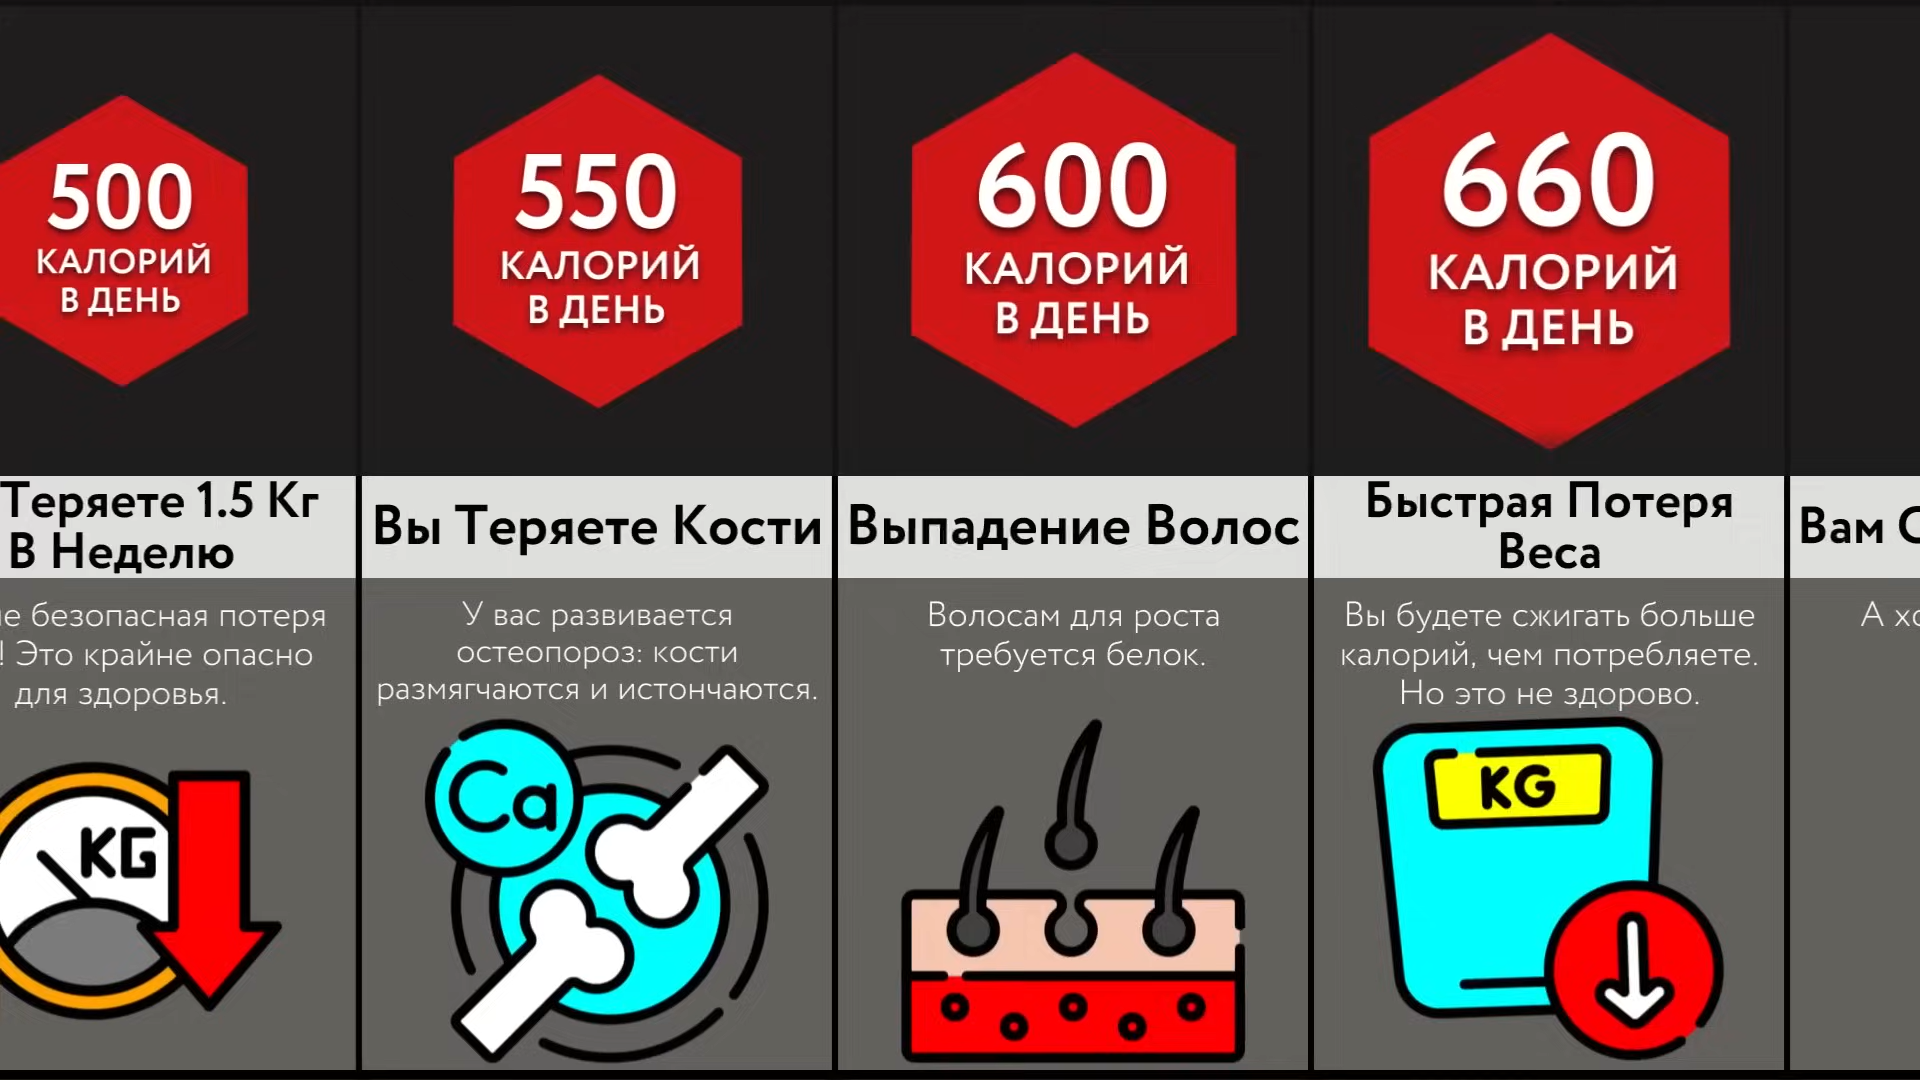 500
КАЛОРИЙ
В ДЕНЬ
Теряете 1.5 Кг
В Неделю
безопасная потеря
! Это крайне опасно
для здоровья.
KG
550
КАЛОРИЙ
В ДЕНЬ
Вы Теряете Кости
У вас развивается
остеопороз: кости
размягчаются и истончаются.
Ca
600
КАЛОРИЙ
В ДЕНЬ
Выпадение Волос
Волосам для роста
требуется белок.
660
КАЛОРИЙ
В ДЕНЬ
Быстрая Потеря
Веса
Вы будете сжигать больше
калорий, чем потребляете.
Но это не здорово.
KG
Вам
А